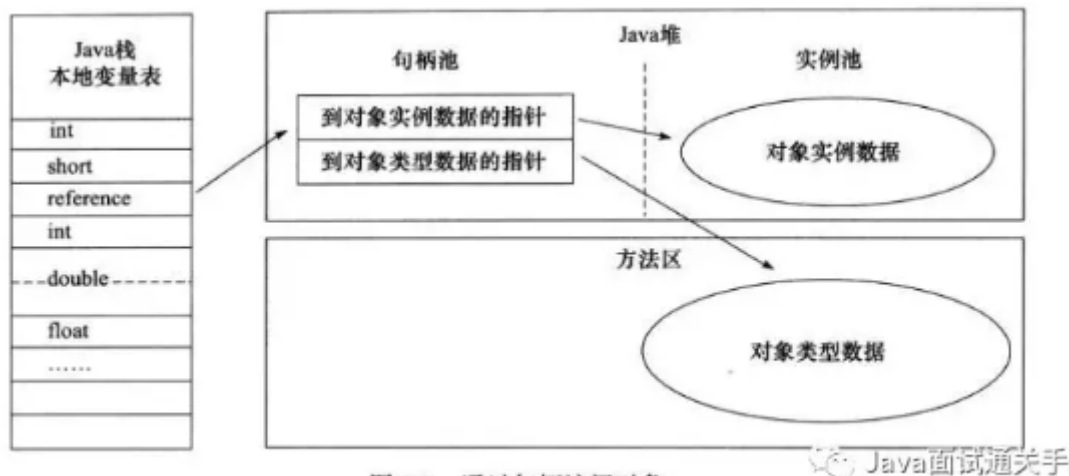 Java栈
本地变量表
int
short
reference
int
double
float
……
Java堆
句柄池
实例池
到对象实例数据的指针
到对象类型数据的指针
对象实例数据
方法区
对象类型数据
Java面试通关手